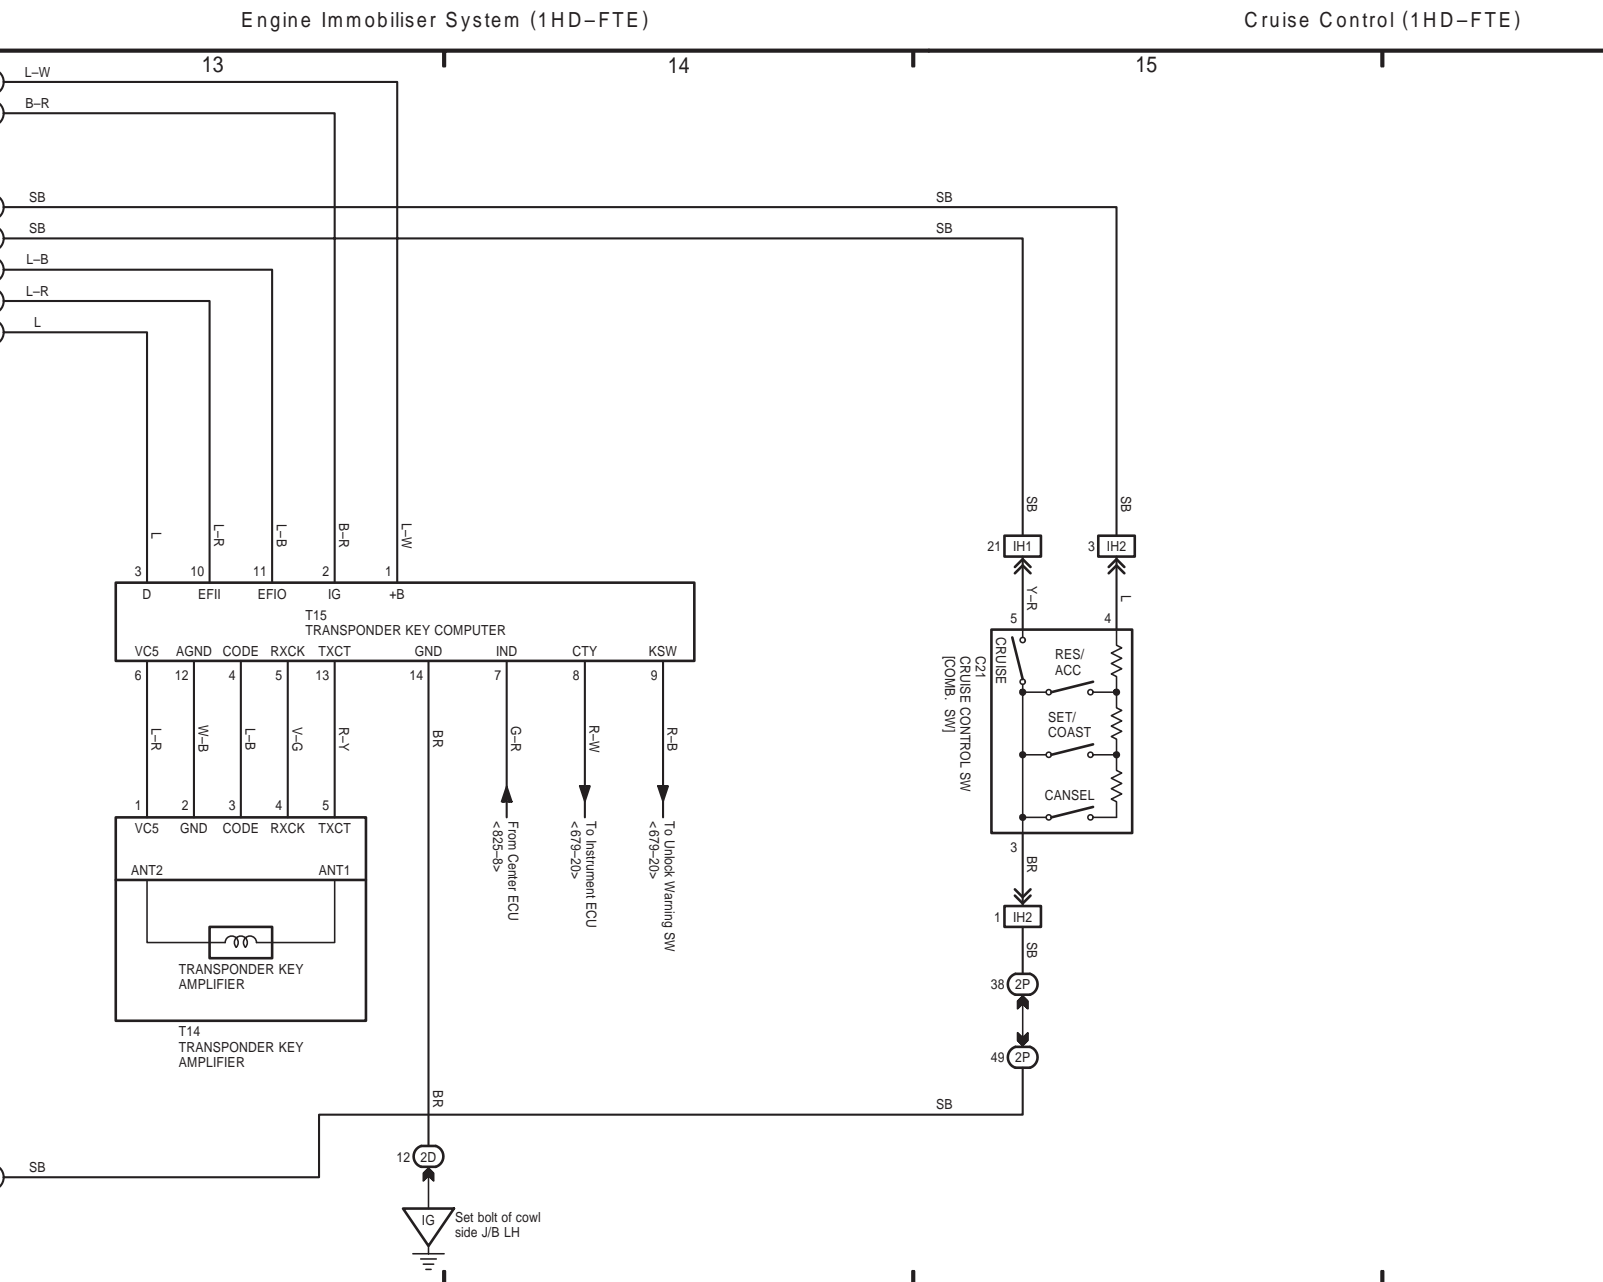 Engine Immobiliser System (1HD–FTE)
Cruise Control (1HD–FTE)
13
14
15
L–W
B–R
SB
SB
SB
SB
L–B
L–R
L
L
L–R
L–B
B–R
L–W
SB
SB
21 IH1
3 IH2
Y–R
L
3
10
11
2
1
D
EFII
EFIO
IG
+B
T15
TRANSPONDER KEY COMPUTER
VC5
AGND
CODE
RXCK
TXCT
GND
IND
CTY
KSW
6
12
4
5
13
14
7
8
9
L–R
W–B
L–B
V–G
R–Y
BR
G–R
R–W
R–B
1
2
3
4
5
VC5
GND
CODE
RXCK
TXCT
ANT2
ANT1
TRANSPONDER KEY
AMPLIFIER
T14
TRANSPONDER KEY
AMPLIFIER
From Center ECU
<825–8>
To Instrument ECU
<679–20>
To Unlock Warning SW
<679–20>
5
4
CRUISE
C21
CRUISE CONTROL SW
[COMB. SW]
RES/
ACC
SET/
COAST
CANSEL
3
BR
1 IH2
SB
38 2P
49 2P
BR
SB
12 2D
SB
IG
Set bolt of cowl
side J/B LH